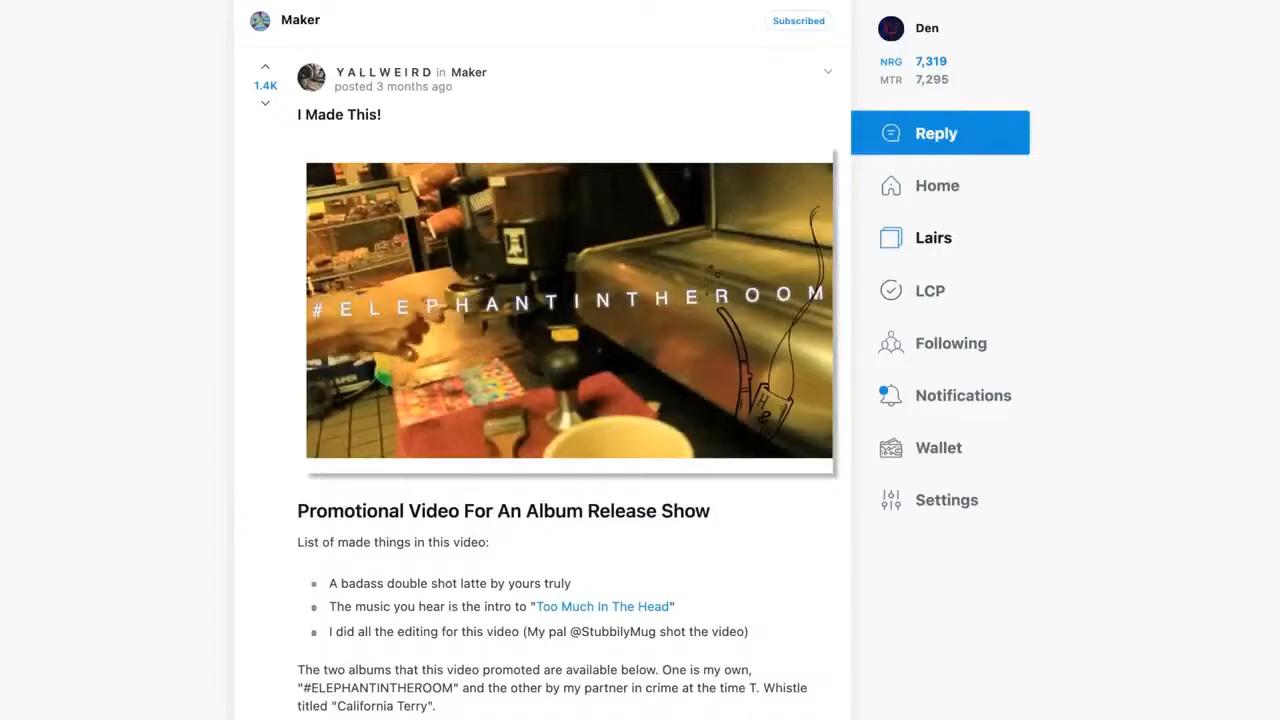 Maker
Subscribed
Den
NRG 7,319
MTR 7,295
1.4K
Y A L L W E I R D in Maker
posted 3 months ago
I Made This!
#ELEPHANTINTHEROOM
Promotional Video For An Album Release Show
List of made things in this video:
A badass double shot latte by yours truly
The music you hear is the intro to "Too Much In The Head"
I did all the editing for this video (My pal @StubbilyMug shot the video)
The two albums that this video promoted are available below. One is my own,
"#ELEPHANTINTHEROOM" and the other by my partner in crime at the time T. Whistle
titled "California Terry".
Reply
Home
Lairs
LCP
Following
Notifications
Wallet
Settings